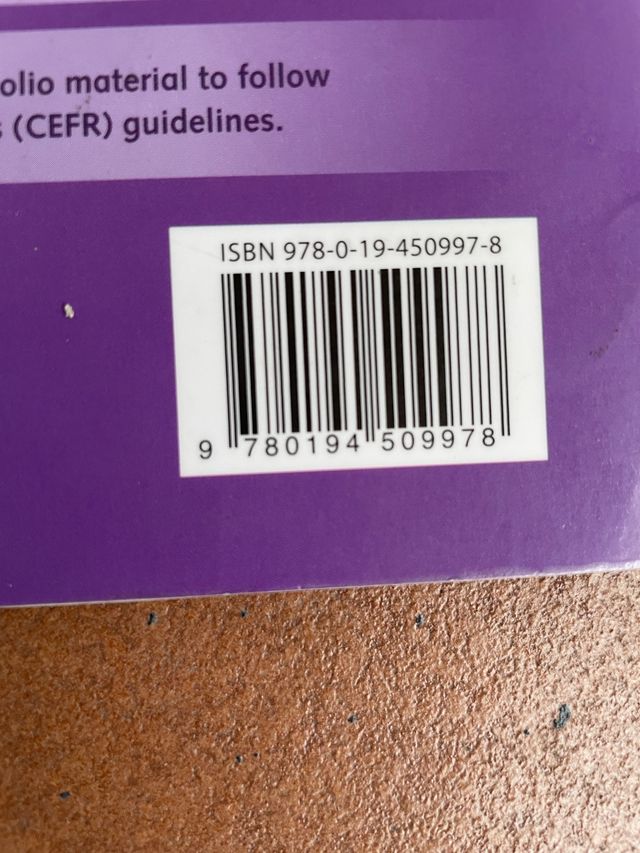 olio material to follow
s (CEFR) guidelines.
ISBN 978-0-19-450997-8
9 780194 509978